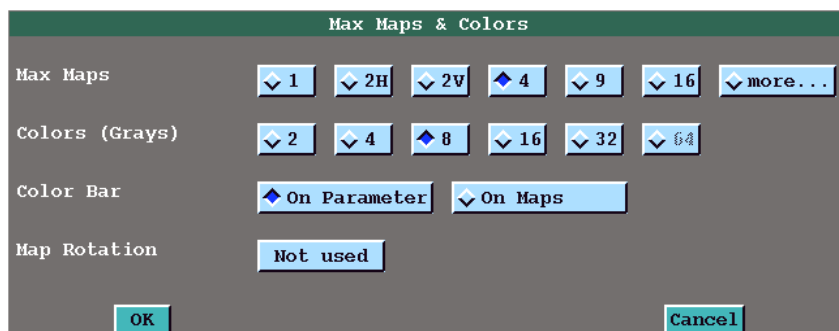 Max Maps & Colors
Max Maps 1 2H 2V 4 9 16 more...
Colors (Grays) 2 4 8 16 32 64
Color Bar On Parameter On Maps
Map Rotation Not used
OK Cancel